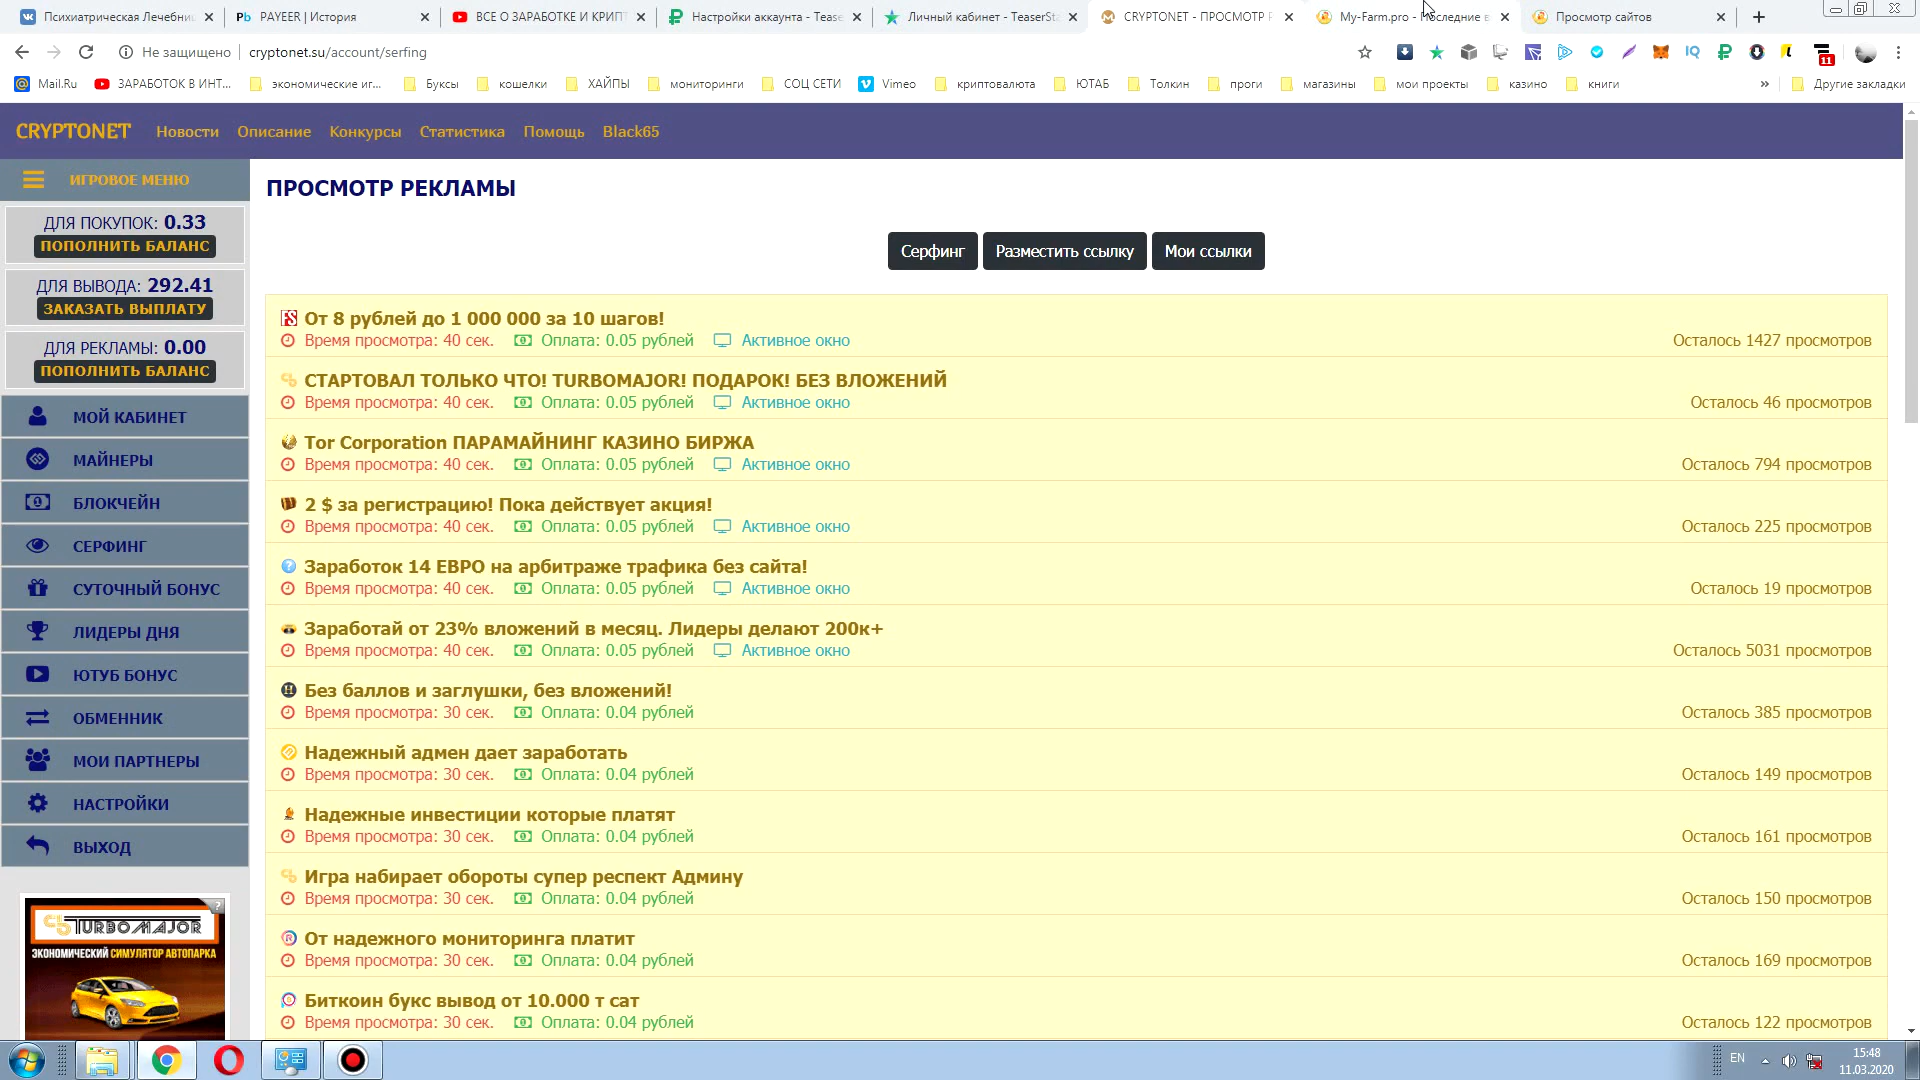 Психиатрическая Лечебни
PAYEER | История
ВСЕ О ЗАРАБОТКЕ И КРИПТ
Настройки аккаунта - Tease
Личный кабинет - TeaserSta
CRYPTONET - ПРОСМОТР Р
My-Farm.pro - Последние в
Просмотр сайтов
Не защищено
cryptonet.su/account/serfing
11
Mail.Ru
ЗАРАБОТОК В ИНТ...
экономические иг...
Буксы
кошелки
ХАЙПЫ
мониторинги
СОЦ СЕТИ
Vimeo
криптовалюта
ЮТАБ
Толкин
проги
магазины
мои проекты
казино
книги
»
Другие закладки
CRYPTONET
Новости
Описание
Конкурсы
Статистика
Помощь
Black65
ИГРОВОЕ МЕНЮ
ДЛЯ ПОКУПОК: 0.33
ПОПОЛНИТЬ БАЛАНС
ДЛЯ ВЫВОДА: 292.41
ЗАКАЗАТЬ ВЫПЛАТУ
ДЛЯ РЕКЛАМЫ: 0.00
ПОПОЛНИТЬ БАЛАНС
МОЙ КАБИНЕТ
МАЙНЕРЫ
БЛОКЧЕЙН
СЕРФИНГ
СУТОЧНЫЙ БОНУС
ЛИДЕРЫ ДНЯ
ЮТУБ БОНУС
ОБМЕННИК
МОИ ПАРТНЕРЫ
НАСТРОЙКИ
ВЫХОД
TURBOMAJOR
ЭКОНОМИЧЕСКИЙ СИМУЛЯТОР АВТОПАРКА
ПРОСМОТР РЕКЛАМЫ
Серфинг
Разместить ссылку
Мои ссылки
От 8 рублей до 1 000 000 за 10 шагов!
Время просмотра: 40 сек. Оплата: 0.05 рублей Активное окно Осталось 1427 просмотров
СТАРТОВАЛ ТОЛЬКО ЧТО! TURBOMAJOR! ПОДАРОК! БЕЗ ВЛОЖЕНИЙ
Время просмотра: 40 сек. Оплата: 0.05 рублей Активное окно Осталось 46 просмотров
Tor Corporation ПАРАМАЙНИНГ КАЗИНО БИРЖА
Время просмотра: 40 сек. Оплата: 0.05 рублей Активное окно Осталось 794 просмотров
2 $ за регистрацию! Пока действует акция!
Время просмотра: 40 сек. Оплата: 0.05 рублей Активное окно Осталось 225 просмотров
Заработок 14 ЕВРО на арбитраже трафика без сайта!
Время просмотра: 40 сек. Оплата: 0.05 рублей Активное окно Осталось 19 просмотров
Заработай от 23% вложений в месяц. Лидеры делают 200к+
Время просмотра: 40 сек. Оплата: 0.05 рублей Активное окно Осталось 5031 просмотров
Без баллов и заглушки, без вложений!
Время просмотра: 30 сек. Оплата: 0.04 рублей Осталось 385 просмотров
Надежный адмен дает заработать
Время просмотра: 30 сек. Оплата: 0.04 рублей Осталось 149 просмотров
Надежные инвестиции которые платят
Время просмотра: 30 сек. Оплата: 0.04 рублей Осталось 161 просмотров
Игра набирает обороты супер респект Админу
Время просмотра: 30 сек. Оплата: 0.04 рублей Осталось 150 просмотров
От надежного мониторинга платит
Время просмотра: 30 сек. Оплата: 0.04 рублей Осталось 169 просмотров
Биткоин букс вывод от 10.000 т сат
Время просмотра: 30 сек. Оплата: 0.04 рублей Осталось 122 просмотров
EN
15:48
11.03.2020